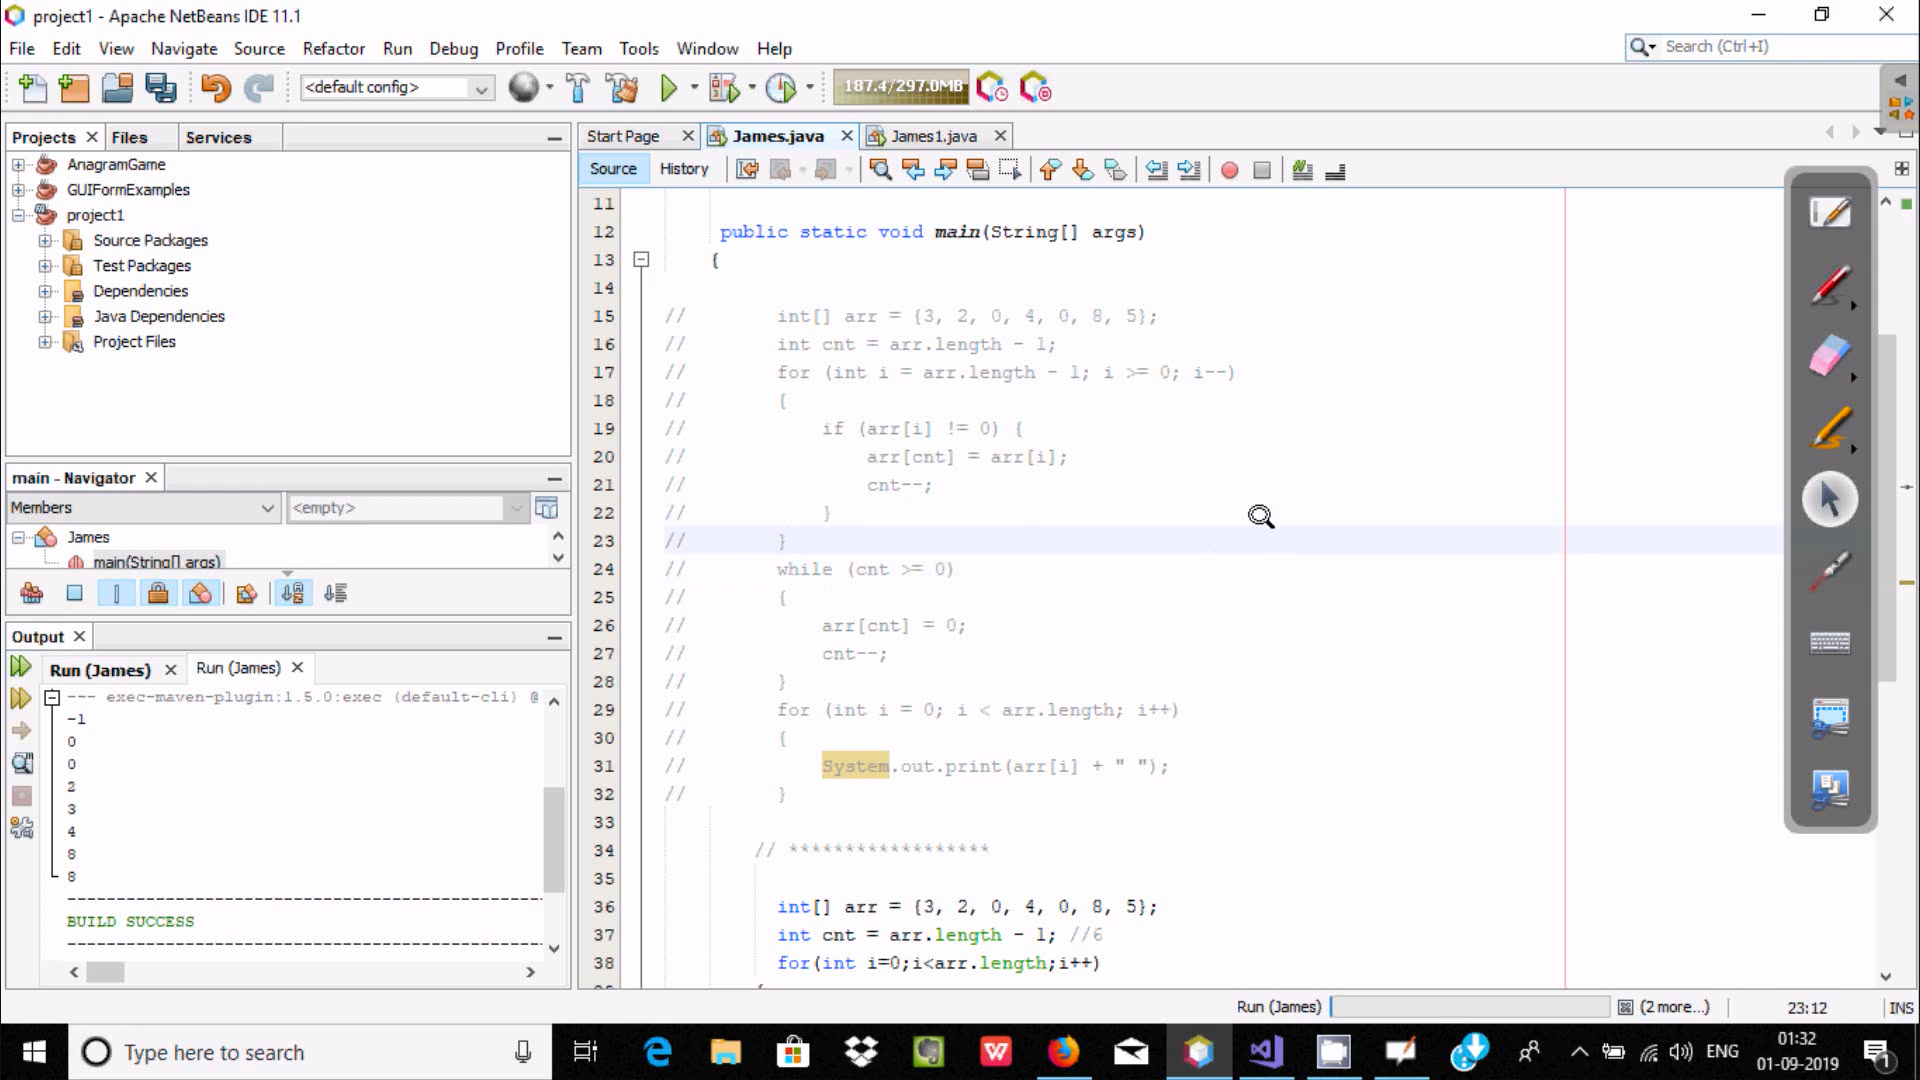 project1 - Apache NetBeans IDE 11.1
File Edit View Navigate Source Refactor Run Debug Profile Team Tools Window Help
Search (Ctrl+I)
<default config>
187.4/297.0MB
Projects Files Services
AnagramGame
GUIFormExamples
project1
Source Packages
Test Packages
Dependencies
Java Dependencies
Project Files
main - Navigator
Members <empty>
James
main(String[] args)
Output
Run (James) Run (James)
--- exec-maven-plugin:1.5.0:exec (default-cli) @
-1
0
0
2
3
4
8
8
------------------------------------------------
BUILD SUCCESS
------------------------------------------------
Start Page James.java James1.java
Source History
11
12 public static void main(String[] args)
13 {
14
15 // int[] arr = {3, 2, 0, 4, 0, 8, 5};
16 // int cnt = arr.length - 1;
17 // for (int i = arr.length - 1; i >= 0; i--)
18 // {
19 // if (arr[i] != 0) {
20 // arr[cnt] = arr[i];
21 // cnt--;
22 // }
23 // }
24 // while (cnt >= 0)
25 // {
26 // arr[cnt] = 0;
27 // cnt--;
28 // }
29 // for (int i = 0; i < arr.length; i++)
30 // {
31 // System.out.print(arr[i] + " ");
32 // }
33
34 // ******************
35
36 int[] arr = {3, 2, 0, 4, 0, 8, 5};
37 int cnt = arr.length - 1; //6
38 for(int i=0;i<arr.length;i++)
Run (James) (2 more...) 23:12 INS
Type here to search
ENG
01:32
01-09-2019
1